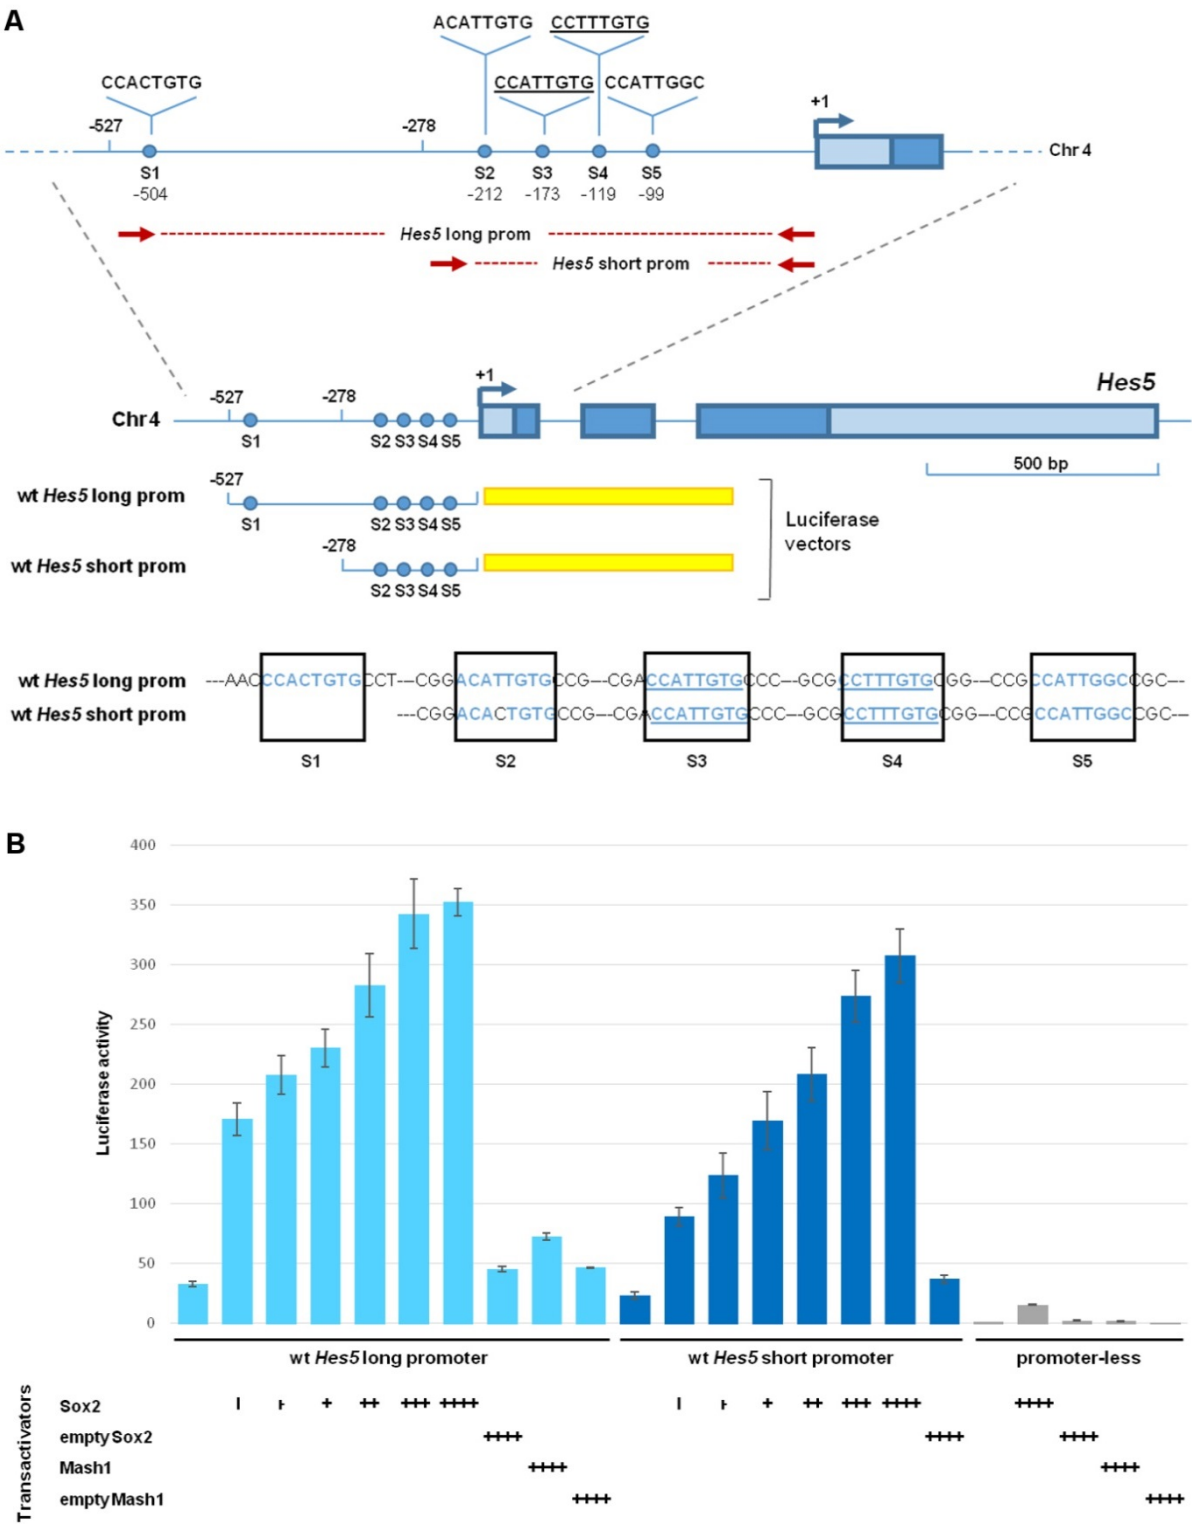 A
ACATTGTG CCTTTGTG
CCACTGTG CCATTGTG CCATTGGC
+1
-527 -278
Chr 4
S1 S2 S3 S4 S5
-504 -212 -173 -119 -99
Hes5 long prom
Hes5 short prom
+1
Hes5
-527 -278
Chr4
S1 S2 S3 S4 S5
500 bp
-527
wt Hes5 long prom
S1 S2 S3 S4 S5
Luciferase
vectors
-278
wt Hes5 short prom
S2 S3 S4 S5
wt Hes5 long prom ---AACCCACTGTGCCT---CGGACATTGTGCCG---CGACCATTGTGCCC---GCGCCTTTGTGCGG---CCGCCATTGGCCGC---
wt Hes5 short prom ---CGGACACTGTGCCG---CGACCATTGTGCCC---GCGCCTTTGTGCGG---CCGCCATTGGCCGC---
S1 S2 S3 S4 S5
B
400
350
300
250
200
150
100
50
0
Luciferase activity
wt Hes5 long promoter wt Hes5 short promoter promoter-less
Transactivators
Sox2 + ++ +++ ++++ + ++ +++ ++++ ++++
empty Sox2 ++++ ++++ ++++
Mash1 ++++ ++++
empty Mash1 ++++ ++++